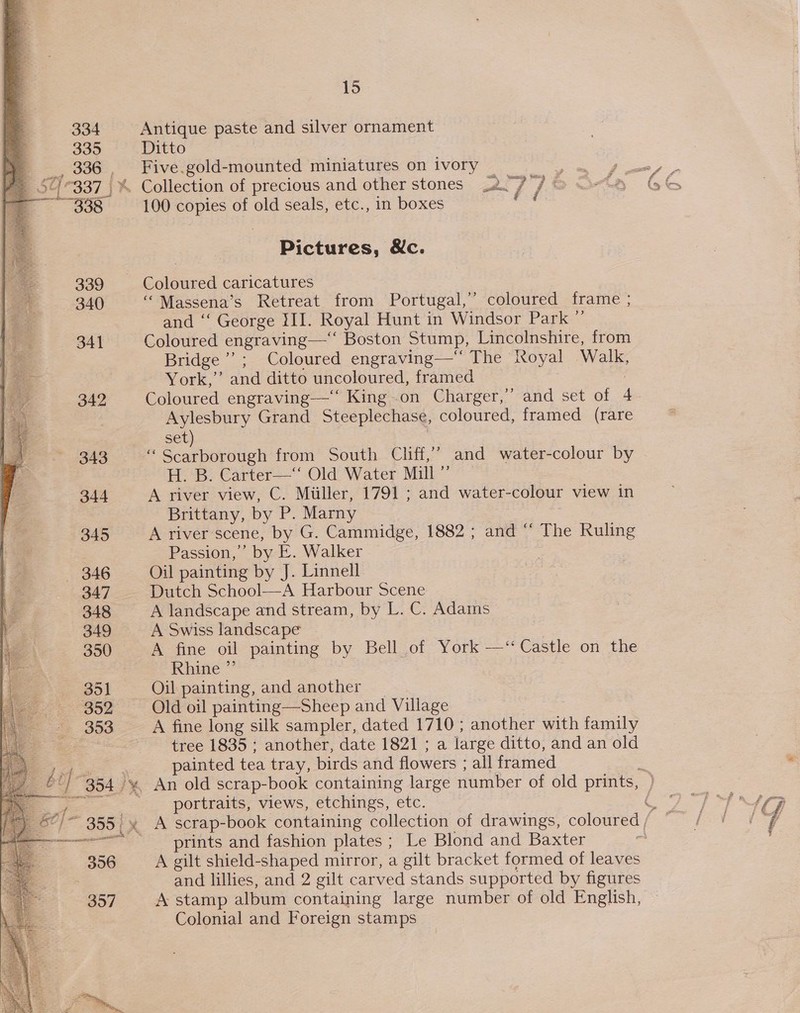 15
334 Antique paste and silver ornament
335 Ditto
336 Five gold-mounted miniatures on ivory
337 Collection of precious and other stones
338 100 copies of old seals, etc., in boxes
Pictures, &c.
339 Coloured caricatures
340 “Massena’s Retreat from Portugal,” coloured frame ;
and “ George III. Royal Hunt in Windsor Park ”
341 Coloured engraving—“ Boston Stump, Lincolnshire, from
Bridge ” ; Coloured engraving—“ The Royal Walk,
York,” and ditto uncoloured, framed
342 Coloured engraving—“ King on Charger,” and set of 4
Aylesbury Grand Steeplechase, coloured, framed (rare
set)
343 “ Scarborough from South Cliff,” and water-colour by
H. B. Carter—“ Old Water Mill ”
344 A river view, C. Müller, 1791 ; and water-colour view in
Brittany, by P. Marny
345 A river scene, by G. Cammidge, 1882 ; and “ The Ruling
Passion,” by E. Walker
346 Oil painting by J. Linnell
347 Dutch School—A Harbour Scene
348 A landscape and stream, by L. C. Adams
349 A Swiss landscape
350 A fine oil painting by Bell of York —“ Castle on the
Rhine ”
351 Oil painting, and another
352 Old oil painting—Sheep and Village
353 A fine long silk sampler, dated 1710 ; another with family
tree 1835 ; another, date 1821 ; a large ditto, and an old
painted tea tray, birds and flowers ; all framed
354 An old scrap-book containing large number of old prints,
portraits, views, etchings, etc.
355 A scrap-book containing collection of drawings, coloured
prints and fashion plates ; Le Blond and Baxter
356 A gilt shield-shaped mirror, a gilt bracket formed of leaves
and lillies, and 2 gilt carved stands supported by figures
357 A stamp album containing large number of old English,
Colonial and Foreign stamps